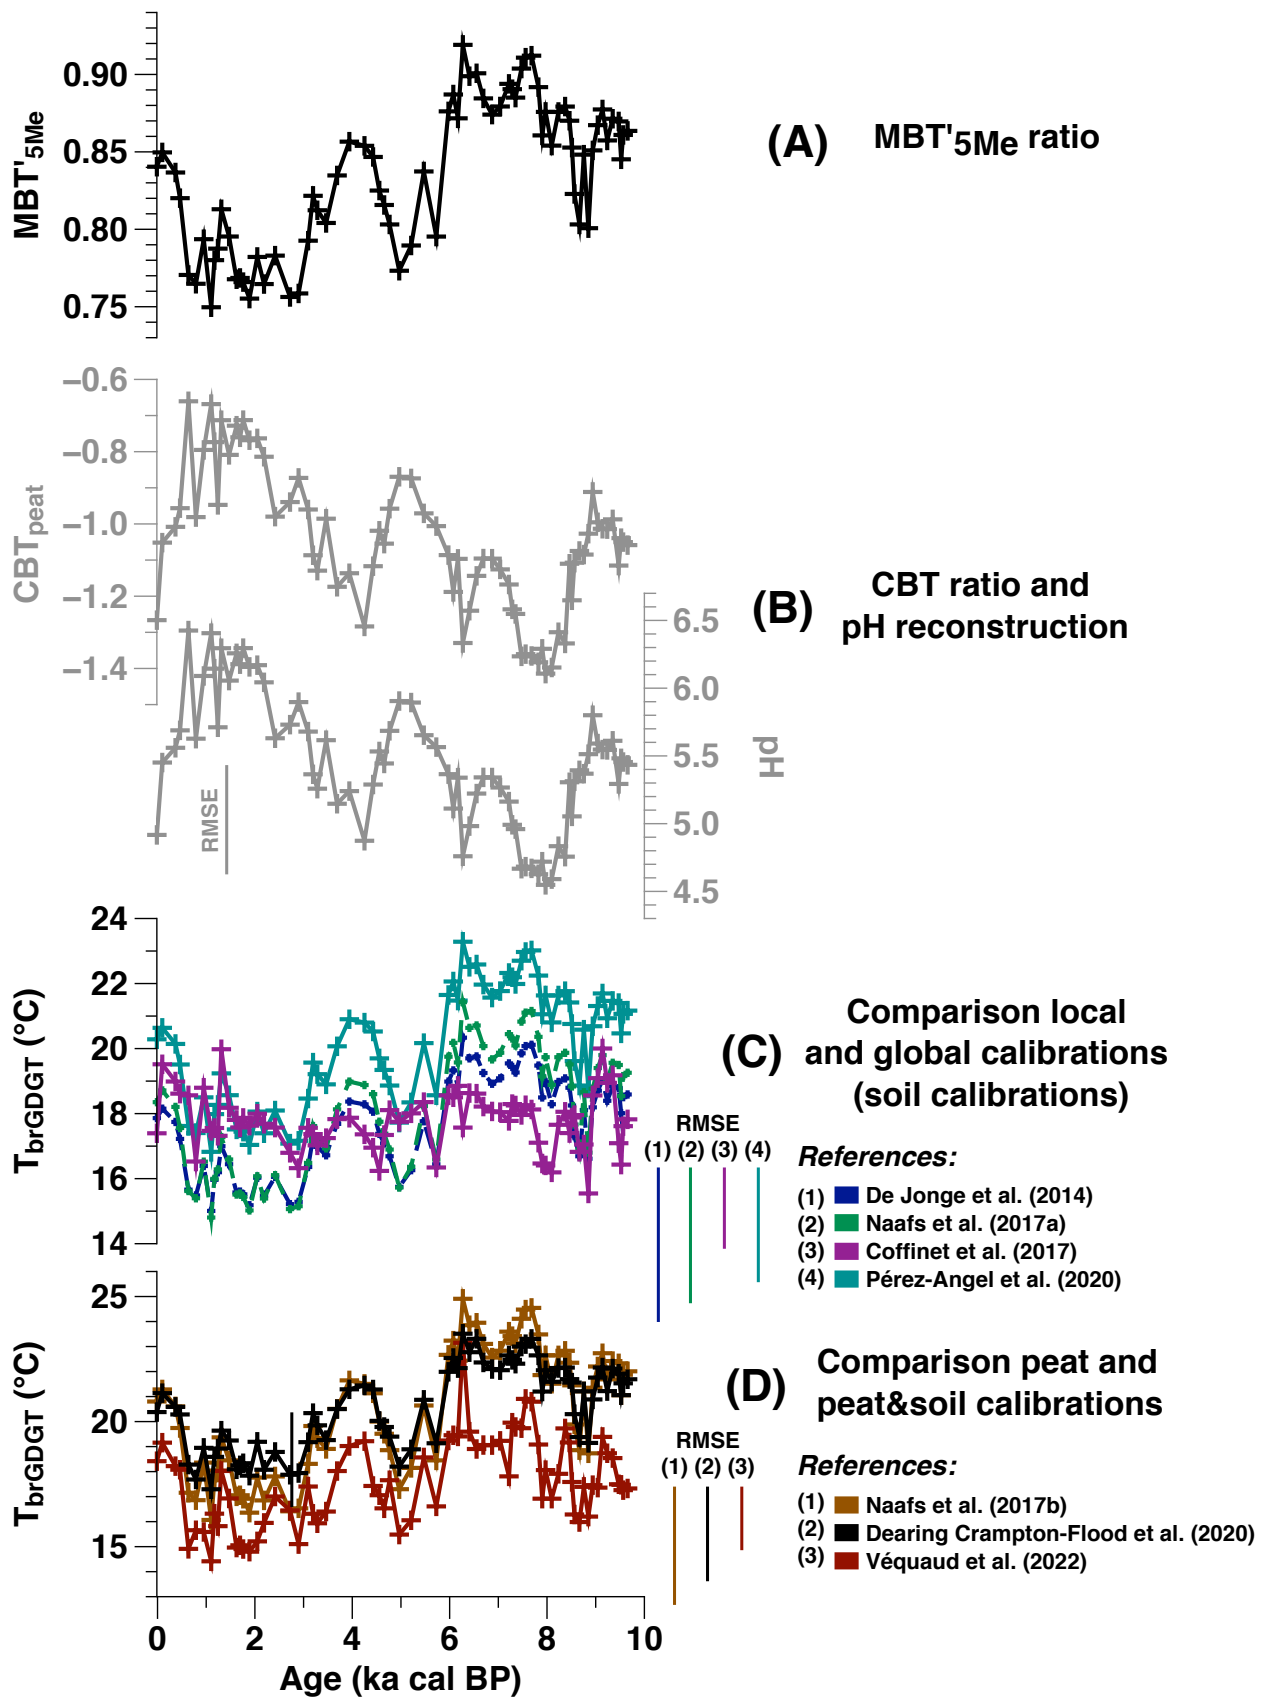 0.90
0.85
0.80
0.75
MBT'5Me
(A) MBT'5Me ratio
−0.6
−0.8
−1.0
−1.2
−1.4
CBTpeat
6.5
6.0
5.5
5.0
4.5
pH
RMSE
(B) CBT ratio and
pH reconstruction
24
22
20
18
16
14
TbrGDGT (°C)
(C) Comparison local
and global calibrations
(soil calibrations)
RMSE
(1) (2) (3) (4)
References:
(1) De Jonge et al. (2014)
(2) Naafs et al. (2017a)
(3) Coffinet et al. (2017)
(4) Pérez-Angel et al. (2020)
25
20
15
TbrGDGT (°C)
(D) Comparison peat and
peat&soil calibrations
RMSE
(1) (2) (3)
References:
(1) Naafs et al. (2017b)
(2) Dearing Crampton-Flood et al. (2020)
(3) Véquaud et al. (2022)
0 2 4 6 8 10
Age (ka cal BP)